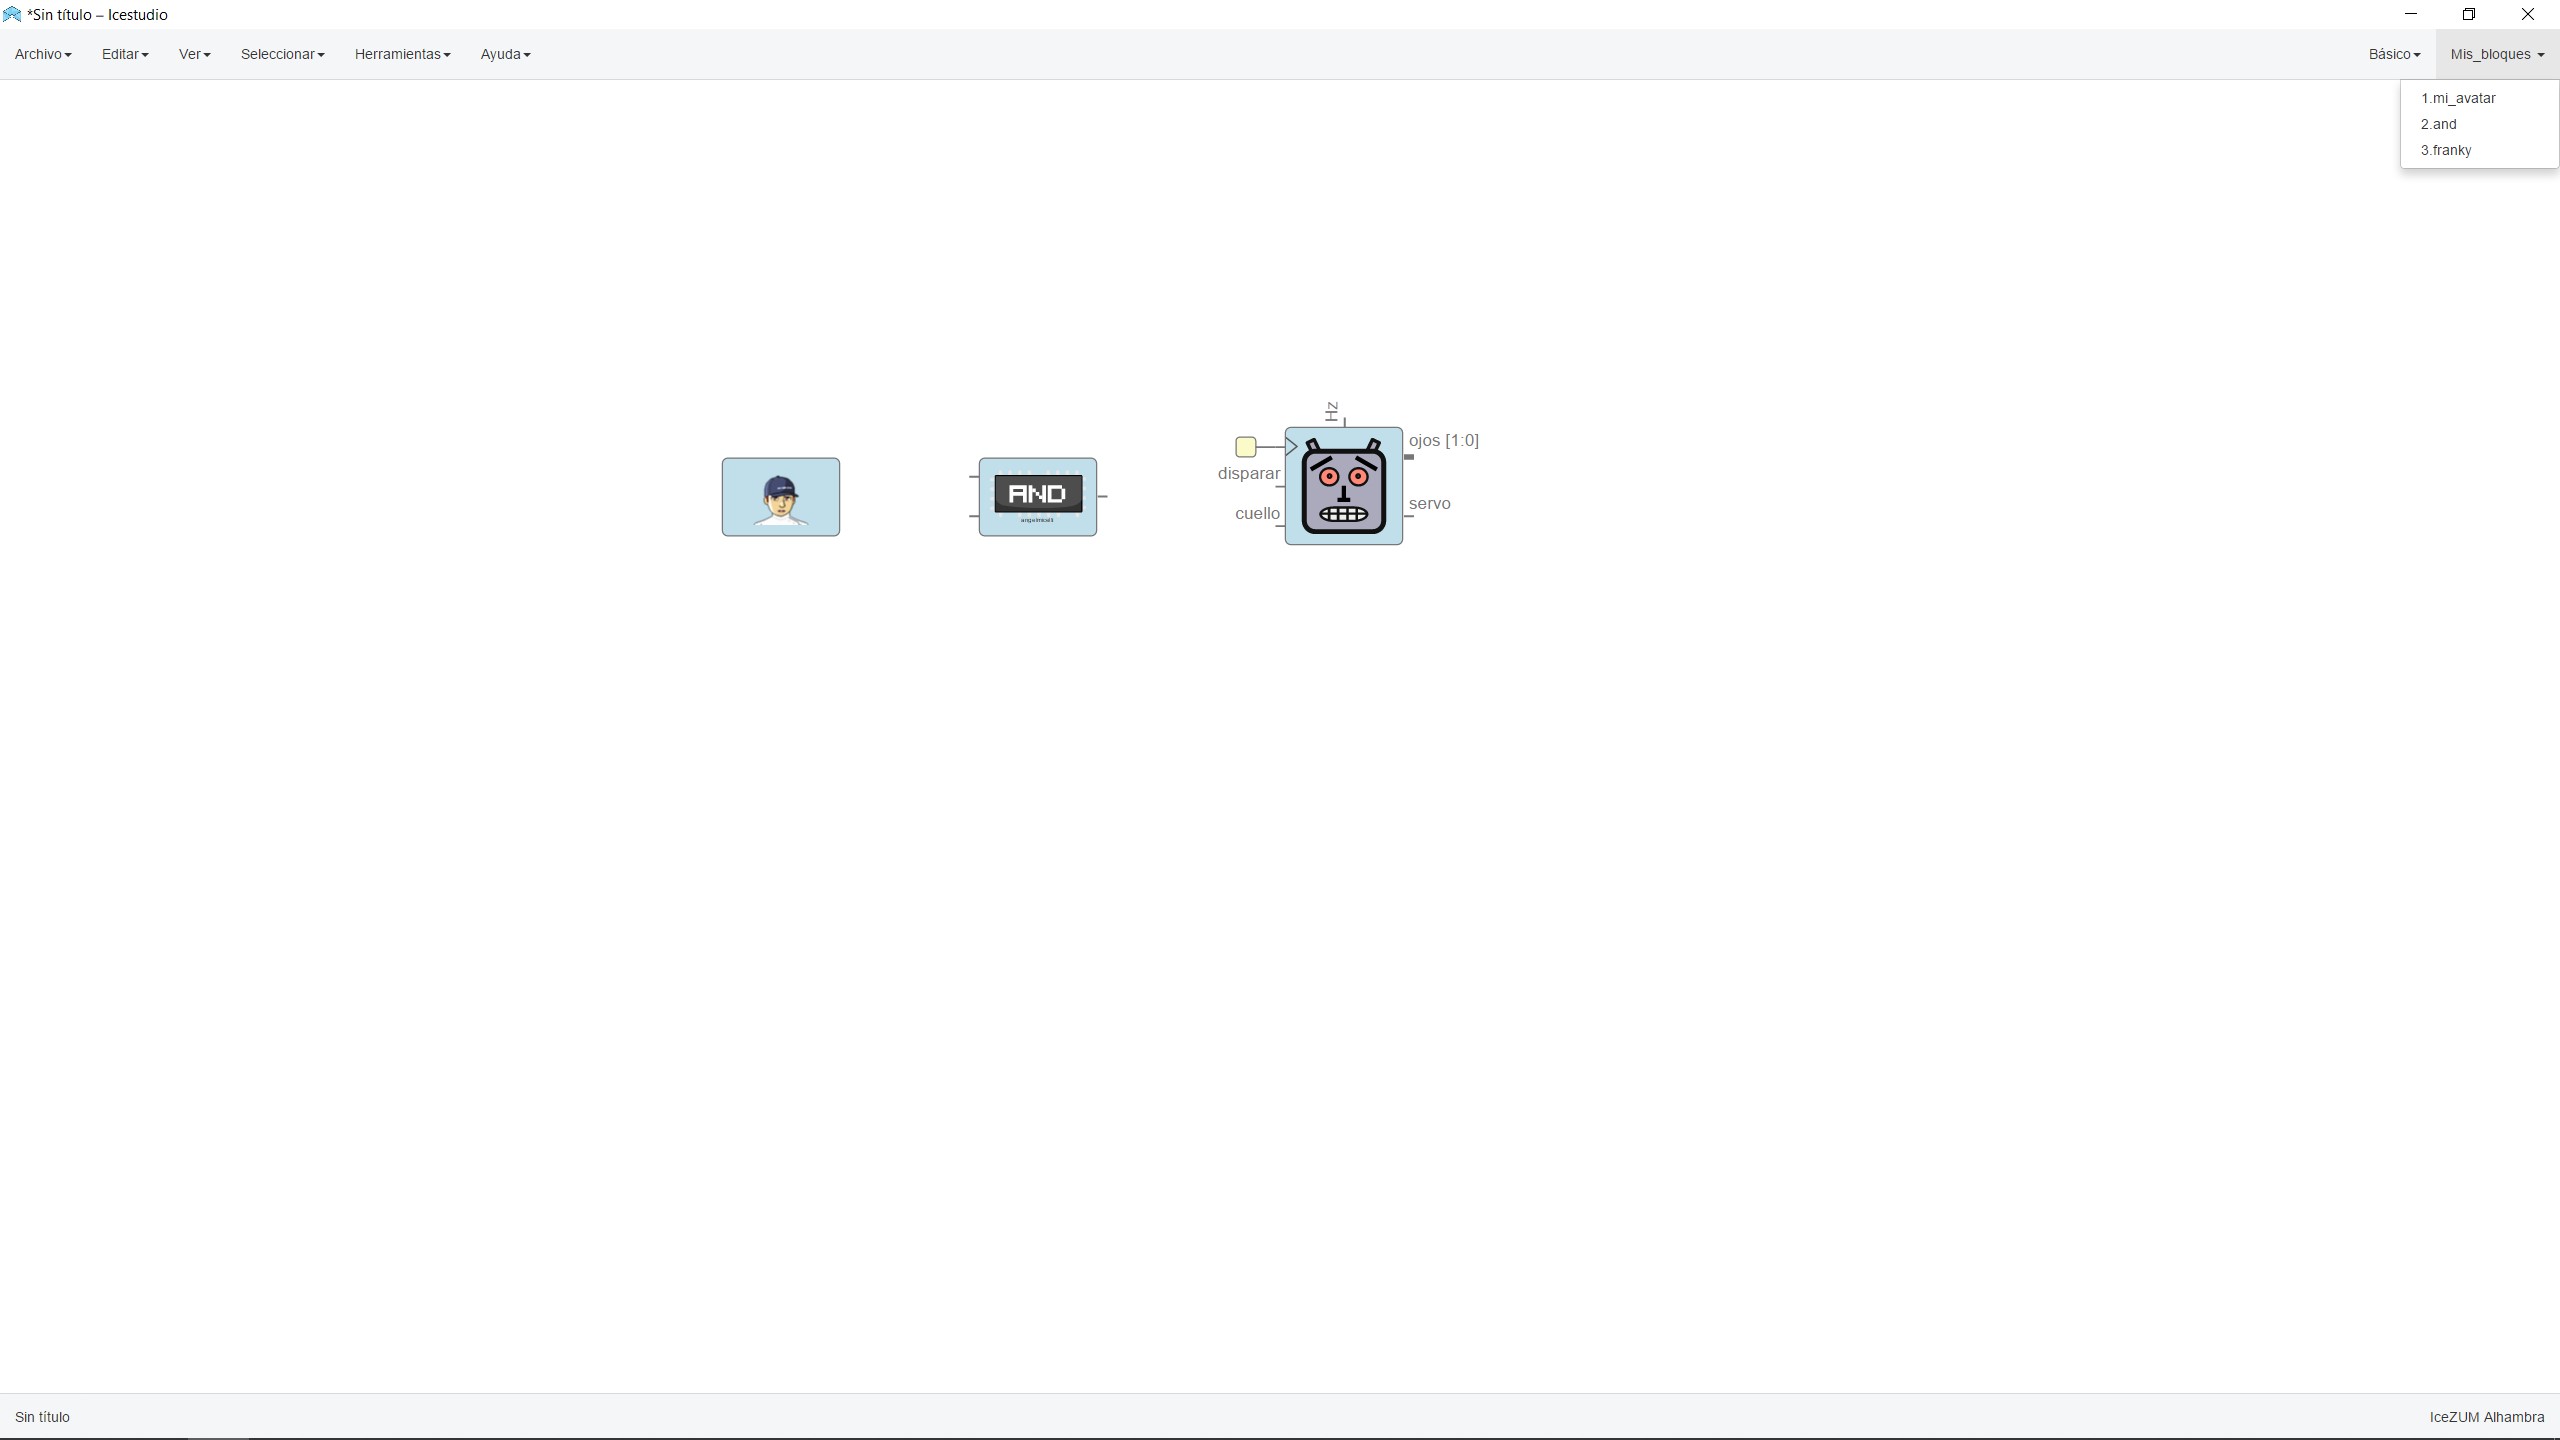 *Sin título – Icestudio
Archivo Editar Ver Seleccionar Herramientas Ayuda Básico Mis_bloques
1.mi_avatar
2.and
3.franky
Hz
ojos [1:0]
disparar
AND
servo
cuello
Sin título IceZUM Alhambra